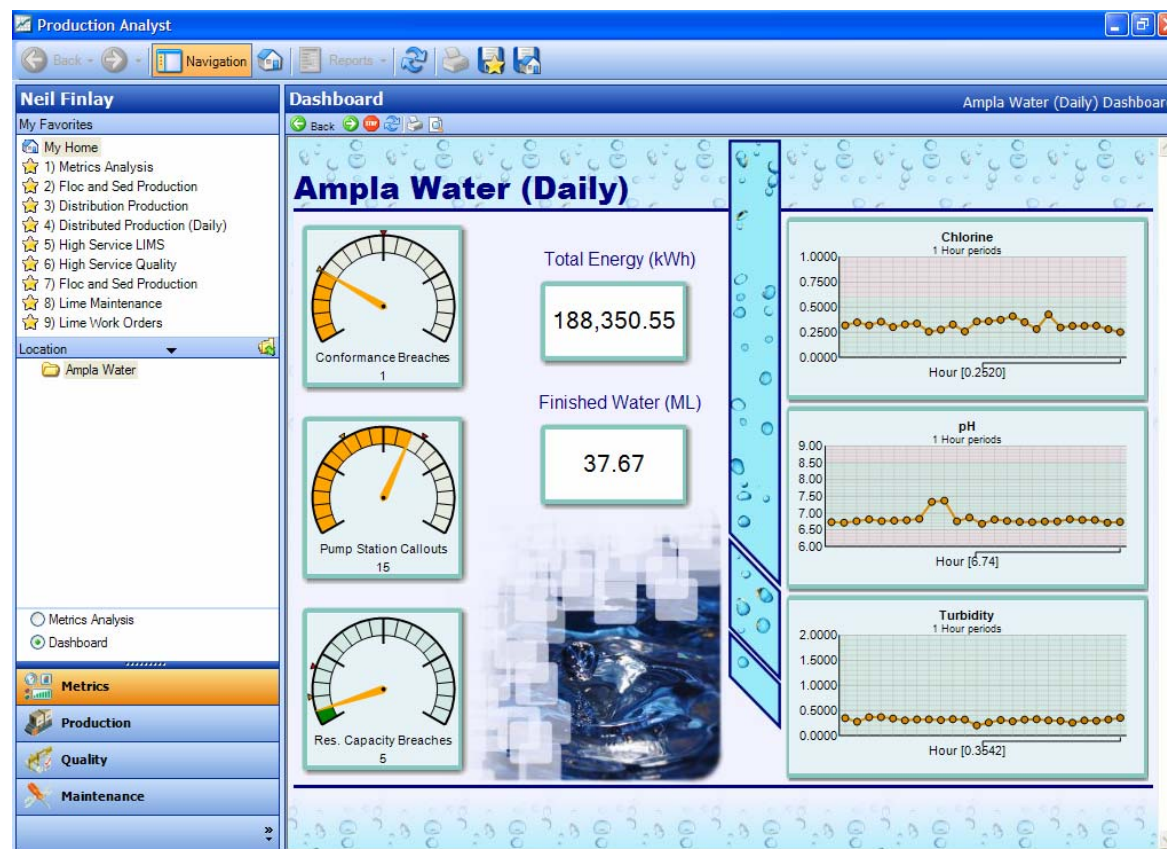 Production Analyst
Back
Navigation
Reports
Neil Finlay
My Favorites
My Home
1) Metrics Analysis
2) Floc and Sed Production
3) Distribution Production
4) Distributed Production (Daily)
5) High Service LIMS
6) High Service Quality
7) Floc and Sed Production
8) Lime Maintenance
9) Lime Work Orders
Location
Ampla Water
Metrics Analysis
Dashboard
Metrics
Production
Quality
Maintenance
»
Dashboard
Ampla Water (Daily) Dashboar
Back
STOP
Ampla Water (Daily)
Conformance Breaches
1
Pump Station Callouts
15
Res. Capacity Breaches
5
Total Energy (kWh)
188,350.55
Finished Water (ML)
37.67
Chlorine
1 Hour periods
1.0000
0.7500
0.5000
0.2500
0.0000
Hour [0.2520]
pH
1 Hour periods
9.00
8.50
8.00
7.50
7.00
6.50
6.00
Hour [6.74]
Turbidity
1 Hour periods
2.0000
1.5000
1.0000
0.5000
0.0000
Hour [0.3542]